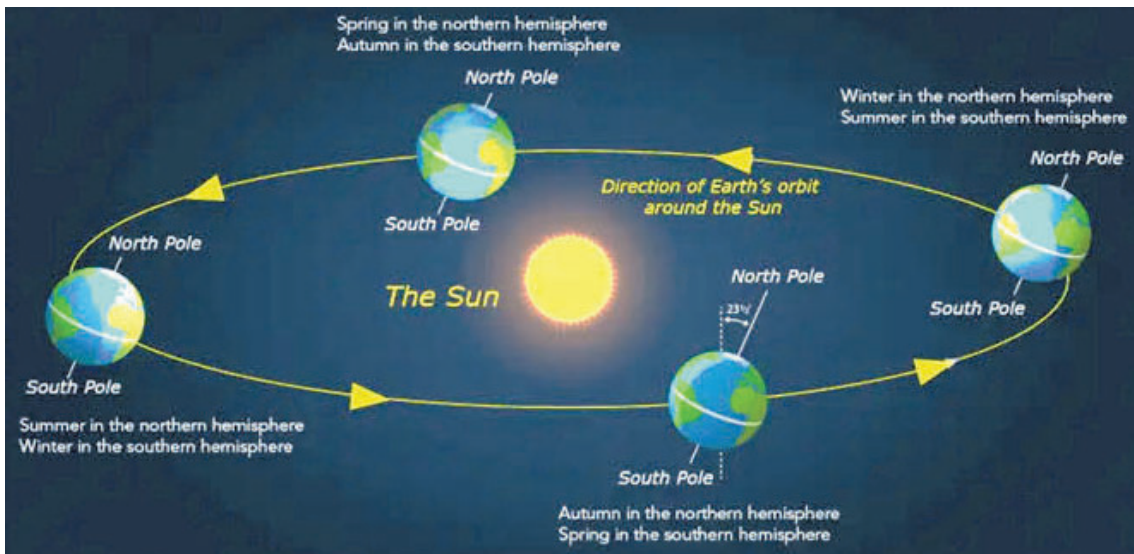 Spring in the northern hemisphere
Autumn in the southern hemisphere
North Pole
South Pole
Winter in the northern hemisphere
Summer in the southern hemisphere
North Pole
South Pole
Direction of Earth's orbit
around the Sun
North Pole
South Pole
Summer in the northern hemisphere
Winter in the southern hemisphere
The Sun
North Pole
23½°
South Pole
Autumn in the northern hemisphere
Spring in the southern hemisphere